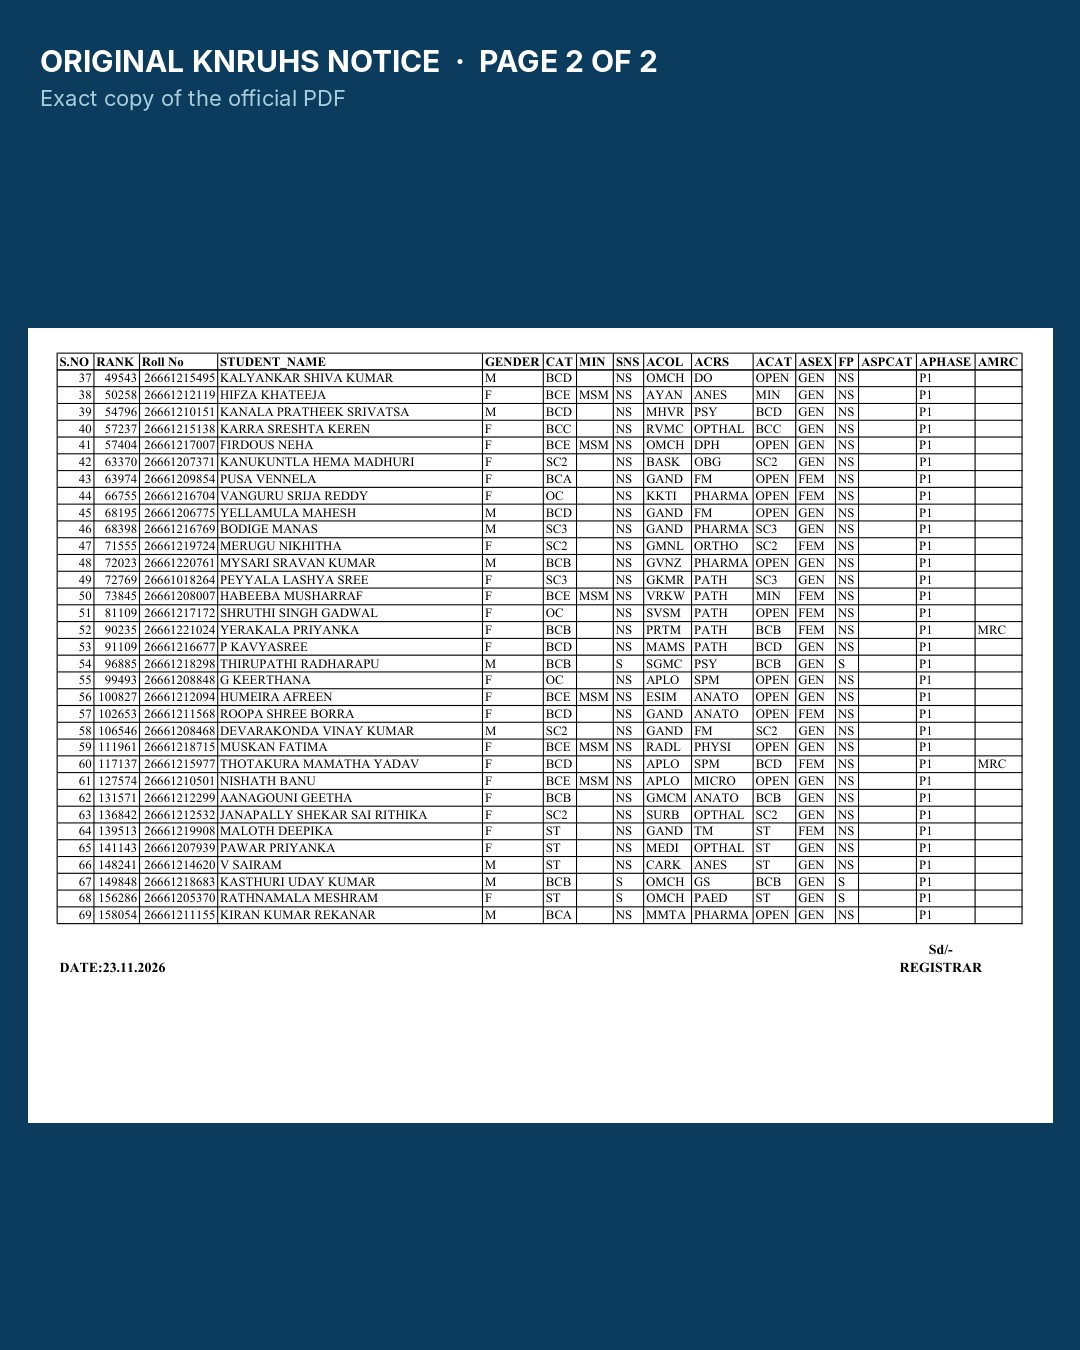 ORIGINAL KNRUHS NOTICE · PAGE 2 OF 2
Exact copy of the official PDF
S.NO RANK Roll No STUDENT_NAME GENDER CAT MIN SNS ACOL ACRS ACAT ASEX FP ASPCAT APHASE AMRC
37 49543 26661215495 KALYANKAR SHIVA KUMAR M BCD NS OMCH DO OPEN GEN NS P1
38 50258 26661212119 HIFZA KHATEEJA F BCE MSM NS AYAN ANES MIN GEN NS P1
39 54796 26661210151 KANALA PRATHEEK SRIVATSA M BCD NS MHVR PSY BCD GEN NS P1
40 57237 26661215138 KARRA SRESHTA KEREN F BCC NS RVMC OPTHAL BCC GEN NS P1
41 57404 26661217007 FIRDOUS NEHA F BCE MSM NS OMCH DPH OPEN GEN NS P1
42 63370 26661207371 KANUKUNTLA HEMA MADHURI F SC2 NS BASK OBG SC2 GEN NS P1
43 63974 26661209854 PUSA VENNELA F BCA NS GAND FM OPEN FEM NS P1
44 66755 26661216704 VANGURU SRIJA REDDY F OC NS KKTI PHARMA OPEN FEM NS P1
45 68195 26661206775 YELLAMULA MAHESH M BCD NS GAND FM OPEN GEN NS P1
46 68398 26661216769 BODIGE MANAS M SC3 NS GAND PHARMA SC3 GEN NS P1
47 71555 26661219724 MERUGU NIKHITHA F SC2 NS GMNL ORTHO SC2 FEM NS P1
48 72023 26661220761 MYSARI SRAVAN KUMAR M BCB NS GVNZ PHARMA OPEN GEN NS P1
49 72769 26661018264 PEYYALA LASHYA SREE F SC3 NS GKMR PATH SC3 GEN NS P1
50 73845 26661208007 HABEEBA MUSHARRAF F BCE MSM NS VRKW PATH MIN FEM NS P1
51 81109 26661217172 SHRUTHI SINGH GADWAL F OC NS SVSM PATH OPEN FEM NS P1
52 90235 26661221024 YERAKALA PRIYANKA F BCB NS PRTM PATH BCB FEM NS P1 MRC
53 91109 26661216677 P KAVYASREE F BCD NS MAMS PATH BCD GEN NS P1
54 96885 26661218298 THIRUPATHI RADHARAPU M BCB S SGMC PSY BCB GEN S P1
55 99493 26661208848 G KEERTHANA F OC NS APLO SPM OPEN GEN NS P1
56 100827 26661212094 HUMEIRA AFREEN F BCE MSM NS ESIM ANATO OPEN GEN NS P1
57 102653 26661211568 ROOPA SHREE BORRA F BCD NS GAND ANATO OPEN FEM NS P1
58 106546 26661208468 DEVARAKONDA VINAY KUMAR M SC2 NS GAND FM SC2 GEN NS P1
59 111961 26661218715 MUSKAN FATIMA F BCE MSM NS RADL PHYSI OPEN GEN NS P1
60 117137 26661215977 THOTAKURA MAMATHA YADAV F BCD NS APLO SPM BCD FEM NS P1 MRC
61 127574 26661210501 NISHATH BANU F BCE MSM NS APLO MICRO OPEN GEN NS P1
62 131571 26661212299 AANAGOUNI GEETHA F BCB NS GMCM ANATO BCB GEN NS P1
63 136842 26661212532 JANAPALLY SHEKAR SAI RITHIKA F SC2 NS SURB OPTHAL SC2 GEN NS P1
64 139513 26661219908 MALOTH DEEPIKA F ST NS GAND TM ST FEM NS P1
65 141143 26661207939 PAWAR PRIYANKA F ST NS MEDI OPTHAL ST GEN NS P1
66 148241 26661214620 V SAIRAM M ST NS CARK ANES ST GEN NS P1
67 149848 26661218683 KASTHURI UDAY KUMAR M BCB S OMCH GS BCB GEN S P1
68 156286 26661205370 RATHNAMALA MESHRAM F ST S OMCH PAED ST GEN S P1
69 158054 26661211155 KIRAN KUMAR REKANAR M BCA NS MMTA PHARMA OPEN GEN NS P1
Sd/-
DATE:23.11.2026 REGISTRAR